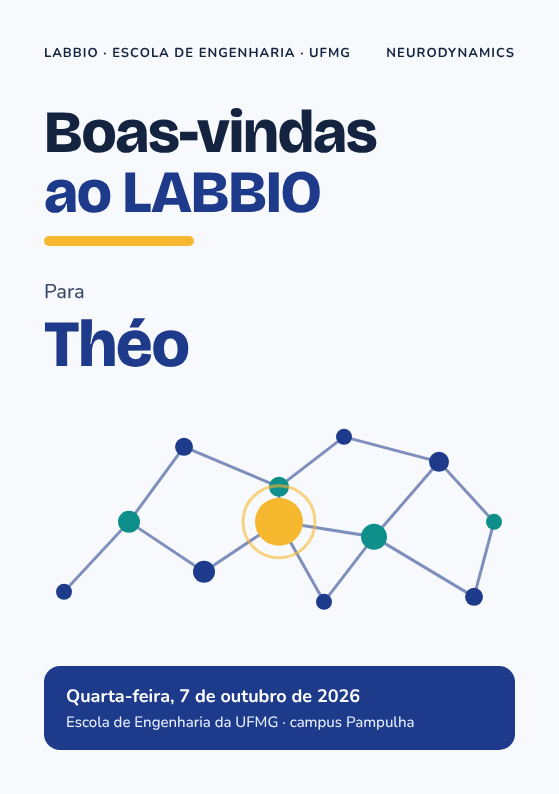 LABBIO · ESCOLA DE ENGENHARIA · UFMG NEURODYNAMICS
Boas-vindas
ao LABBIO
Para
Théo
Quarta-feira, 7 de outubro de 2026
Escola de Engenharia da UFMG · campus Pampulha